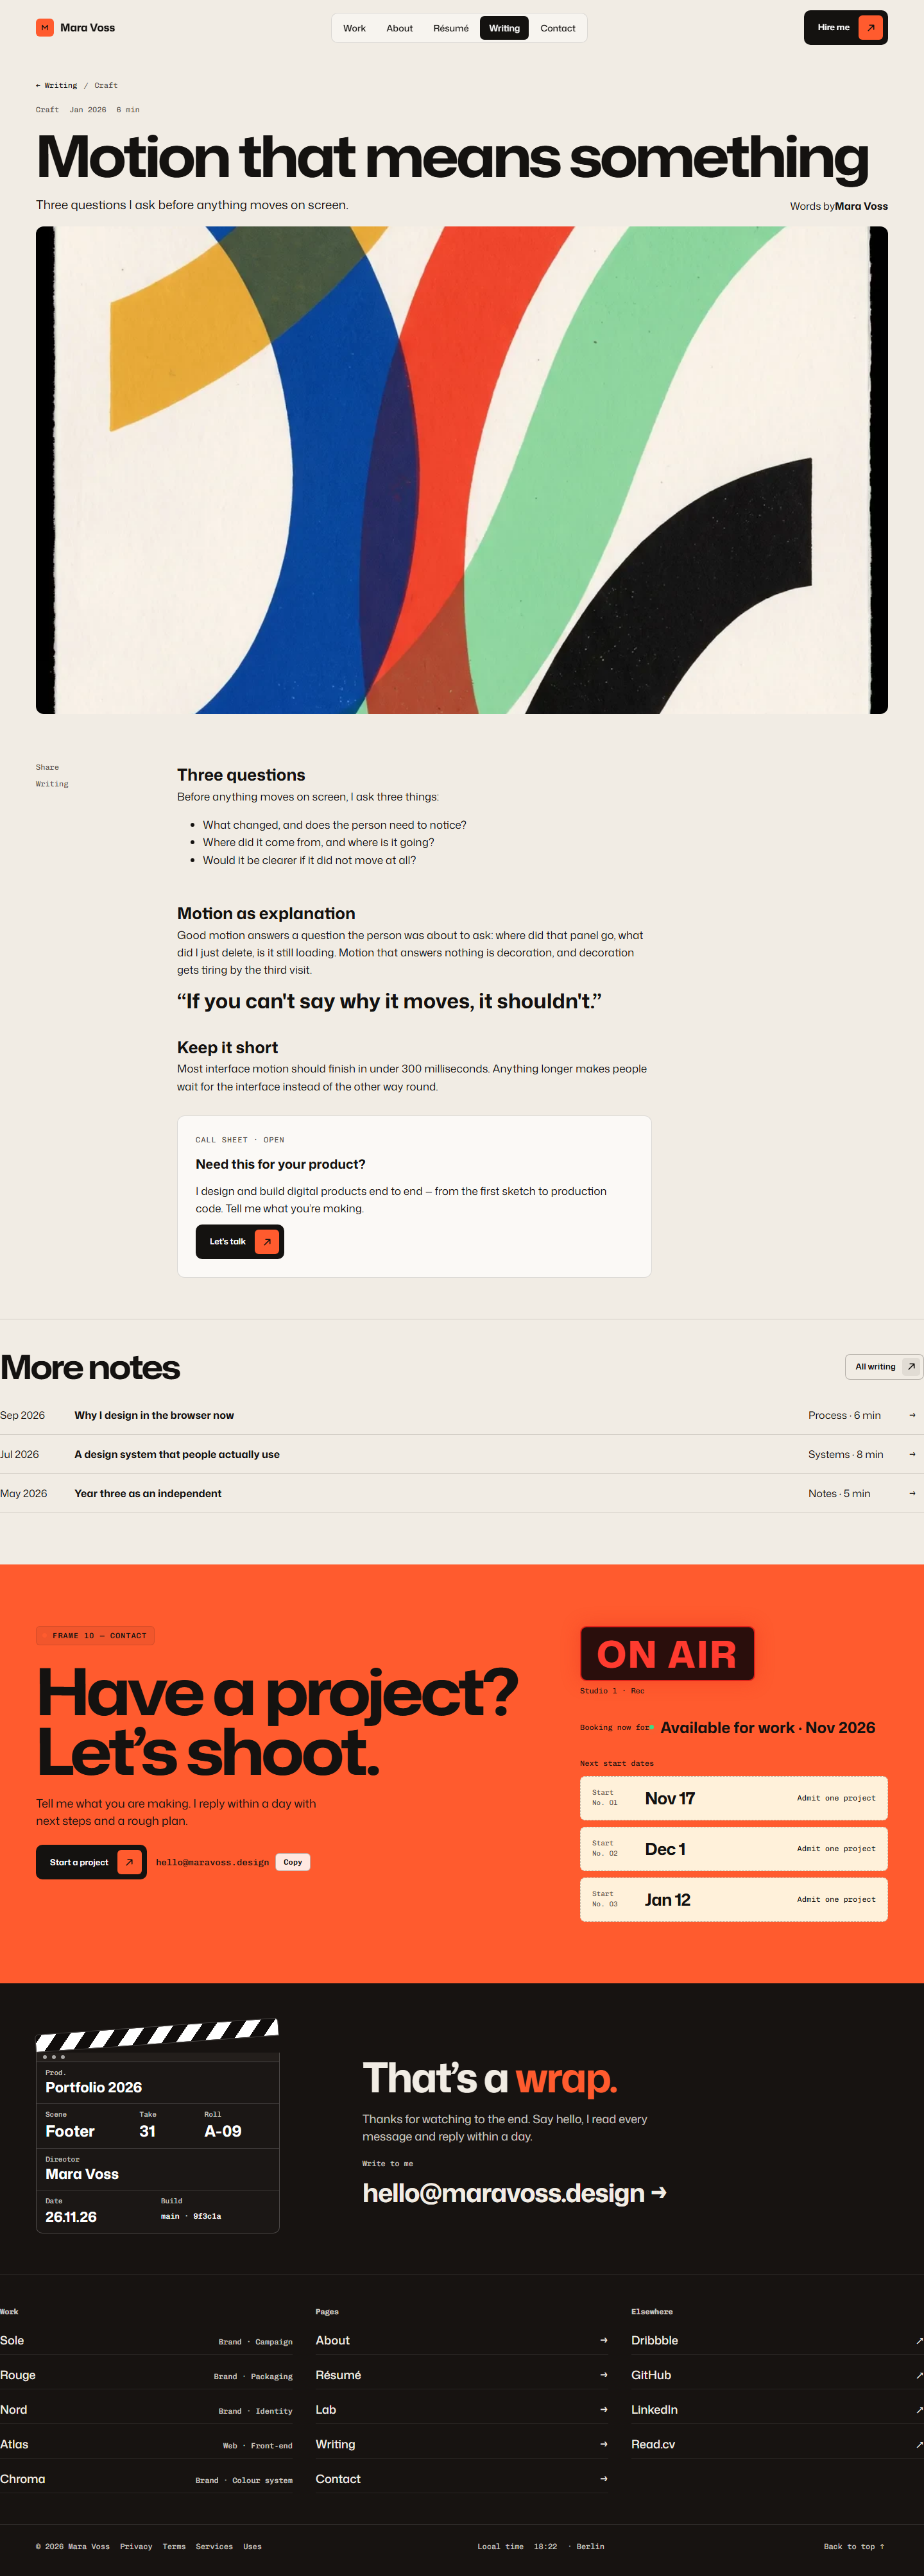 M Mara Voss
Work About Résumé Writing Contact
Hire me ↗
← Writing / Craft
Craft Jan 2026 6 min
Motion that means something
Three questions I ask before anything moves on screen.
Words byMara Voss
Share
Writing
Three questions
Before anything moves on screen, I ask three things:
• What changed, and does the person need to notice?
• Where did it come from, and where is it going?
• Would it be clearer if it did not move at all?
Motion as explanation
Good motion answers a question the person was about to ask: where did that panel go, what
did I just delete, is it still loading. Motion that answers nothing is decoration, and decoration
gets tiring by the third visit.
“If you can't say why it moves, it shouldn't.”
Keep it short
Most interface motion should finish in under 300 milliseconds. Anything longer makes people
wait for the interface instead of the other way round.
CALL SHEET · OPEN
Need this for your product?
I design and build digital products end to end — from the first sketch to production
code. Tell me what you’re making.
Let's talk ↗
More notes
All writing ↗
Sep 2026 Why I design in the browser now Process · 6 min →
Jul 2026 A design system that people actually use Systems · 8 min →
May 2026 Year three as an independent Notes · 5 min →
FRAME 10 — CONTACT
Have a project?
Let’s shoot.
Tell me what you are making. I reply within a day with
next steps and a rough plan.
Start a project ↗
hello@maravoss.design Copy
ON AIR
Studio 1 · Rec
Booking now for Available for work · Nov 2026
Next start dates
Start
No. 01
Nov 17
Admit one project
Start
No. 02
Dec 1
Admit one project
Start
No. 03
Jan 12
Admit one project
Prod.
Portfolio 2026
Scene Take Roll
Footer 31 A-09
Director
Mara Voss
Date Build
26.11.26 main · 9f3c1a
That’s a wrap.
Thanks for watching to the end. Say hello, I read every
message and reply within a day.
Write to me
hello@maravoss.design →
Work
Sole Brand · Campaign
Rouge Brand · Packaging
Nord Brand · Identity
Atlas Web · Front-end
Chroma Brand · Colour system
Pages
About →
Résumé →
Lab →
Writing →
Contact →
Elsewhere
Dribbble ↗
GitHub ↗
LinkedIn ↗
Read.cv ↗
© 2026 Mara Voss Privacy Terms Services Uses
Local time 18:22 · Berlin
Back to top ↑